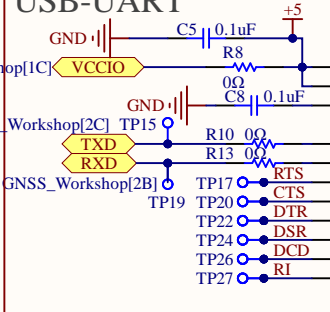 USB-UART
+5
C5 0.1uF
GND
hop[1C] VCCIO R8
0Ω
C8 0.1uF
GND
_Workshop[2C] TP15
TXD R10 0Ω
RXD R13 0Ω
GNSS_Workshop[2B]
TP19
TP17 RTS
TP20 CTS
TP22 DTR
TP24 DSR
TP26 DCD
TP27 RI